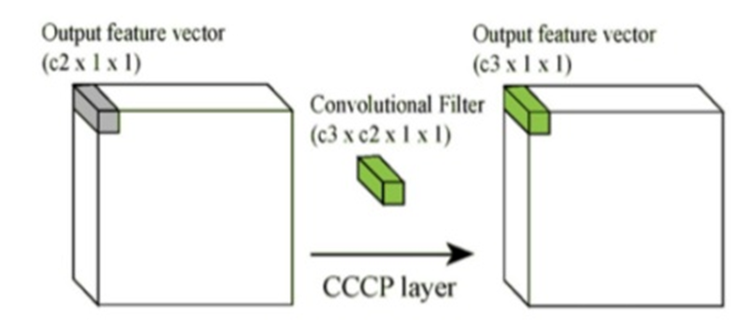 Output feature vector
(c2 x 1 x 1)
Output feature vector
(c3 x 1 x 1)
Convolutional Filter
(c3 x c2 x 1 x 1)
CCCP layer